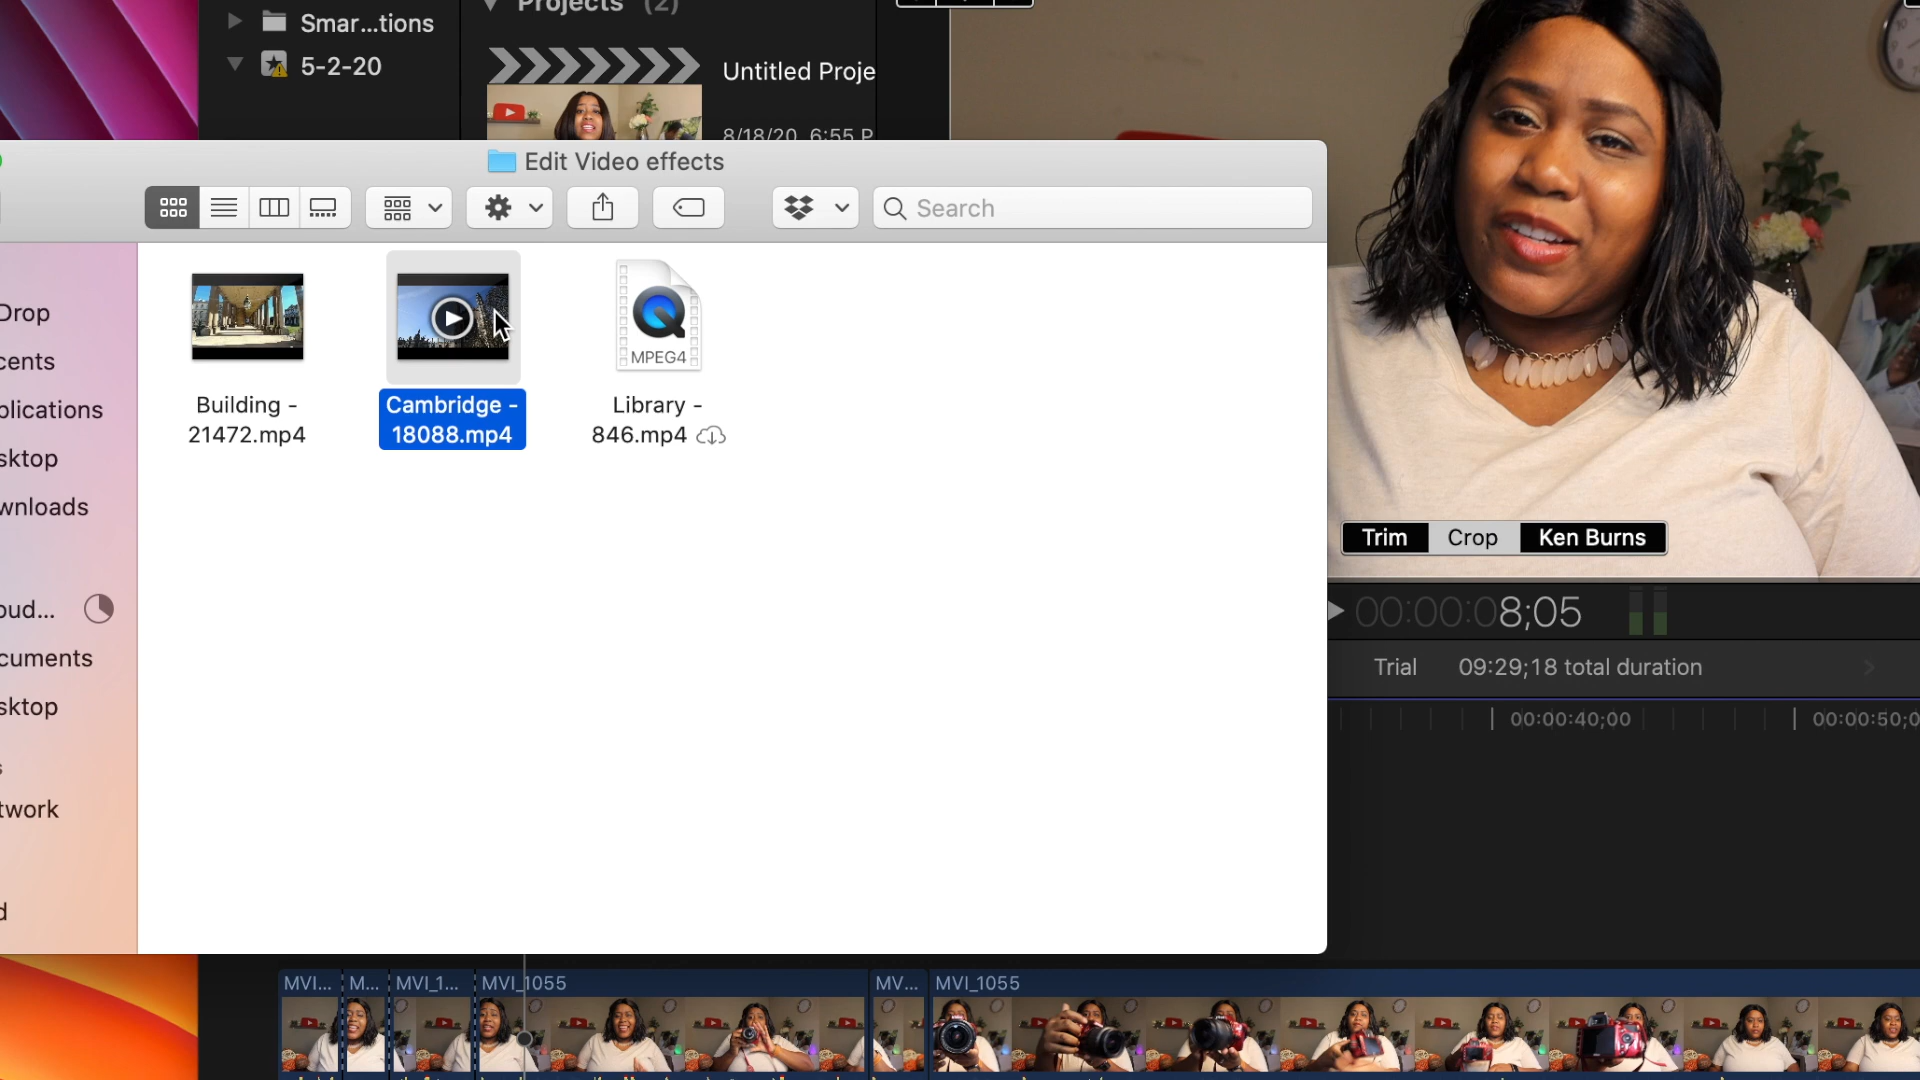 Projects (2)
Smar...tions
5-2-20
Untitled Proje
8/18/20 6:55 P
Edit Video effects
Search
Drop
cents
plications
sktop
wnloads
oud...
cuments
sktop
s
twork
d
Building -
21472.mp4
Cambridge -
18088.mp4
MPEG4
Library -
846.mp4
Trim
Crop
Ken Burns
00:00:08;05
Trial
09:29;18 total duration
00:00:40;00
00:00:50;0
MVI...
M...
MVI_1...
MVI_1055
MV...
MVI_1055